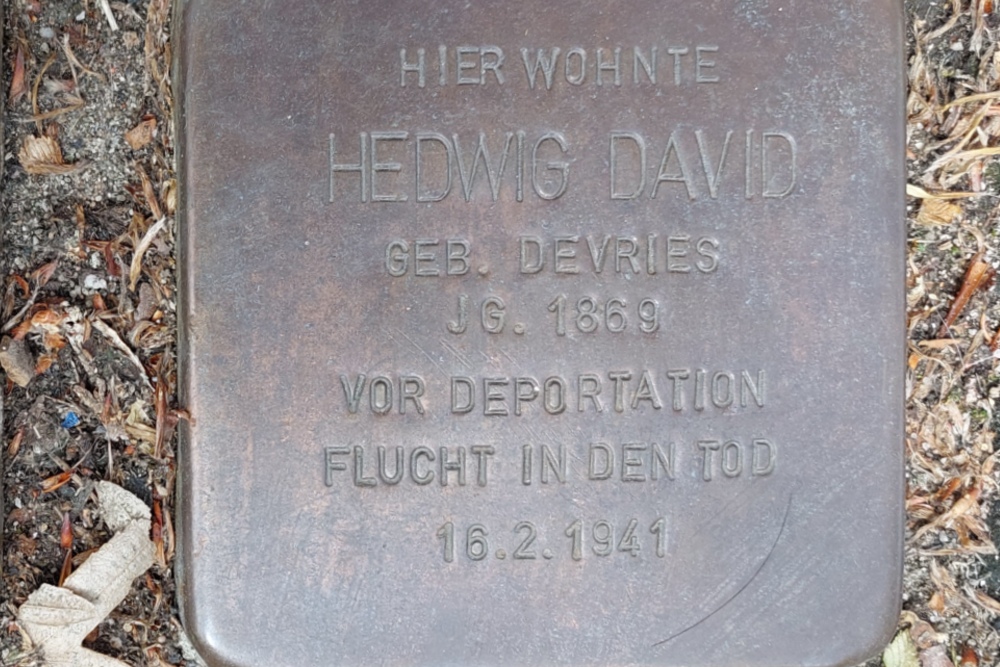 HIER WOHNTE
HEDWIG DAVID
GEB. DEVRIES
JG. 1869
VOR DEPORTATION
FLUCHT IN DEN TOD
16.2.1941